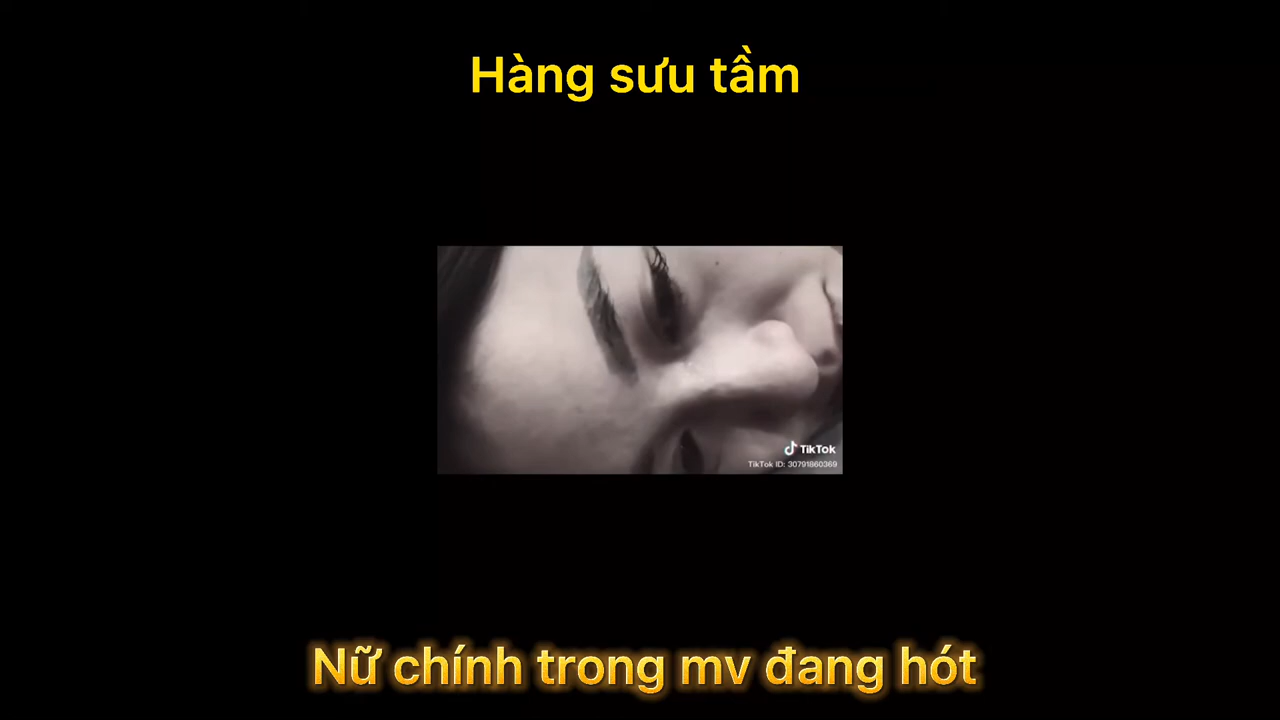 Hàng sưu tầm
TikTok
TikTok ID: 30791860369
Nữ chính trong mv đang hót